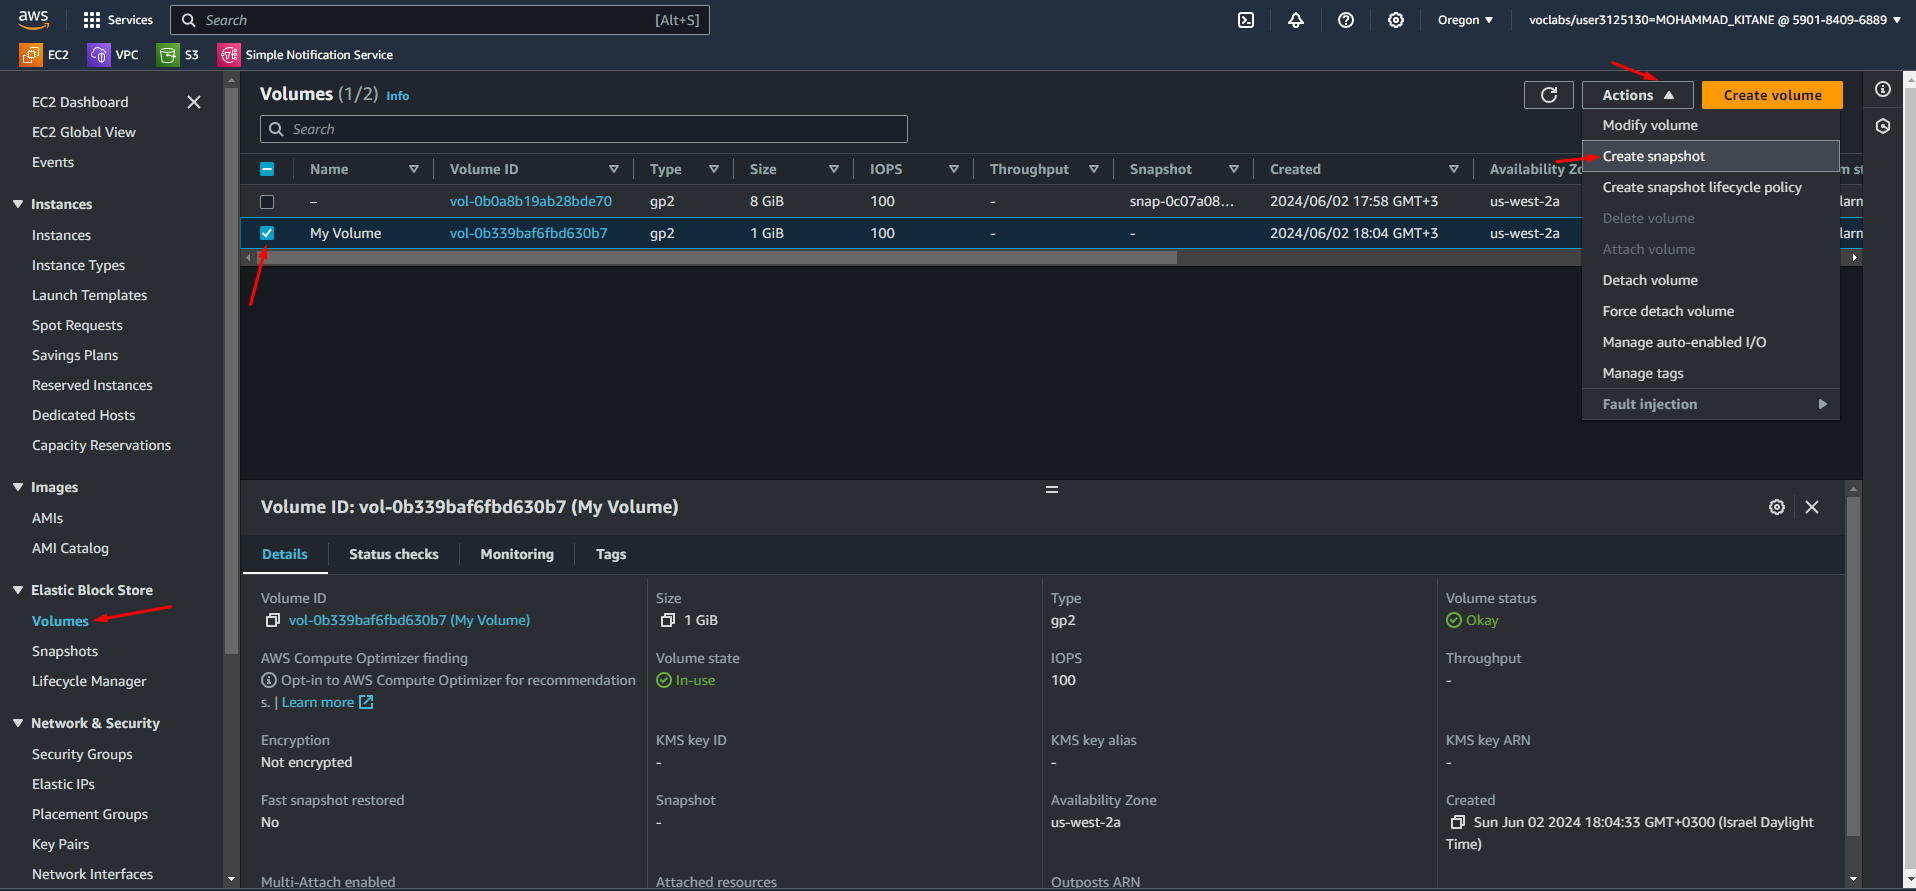 aws Services Search [Alt+S] Oregon voclabs/user3125130=MOHAMMAD_KITANE @ 5901-8409-6889
EC2 VPC S3 Simple Notification Service
EC2 Dashboard
EC2 Global View
Events
Instances
Instances
Instance Types
Launch Templates
Spot Requests
Savings Plans
Reserved Instances
Dedicated Hosts
Capacity Reservations
Images
AMIs
AMI Catalog
Elastic Block Store
Volumes
Snapshots
Lifecycle Manager
Network & Security
Security Groups
Elastic IPs
Placement Groups
Key Pairs
Network Interfaces
Volumes (1/2) Info
Actions
Create volume
Search
Name Volume ID Type Size IOPS Throughput Snapshot Created Availability Zo m st
– vol-0b0a8b19ab28bde70 gp2 8 GiB 100 - snap-0c07a08... 2024/06/02 17:58 GMT+3 us-west-2a larm
My Volume vol-0b339baf6fbd630b7 gp2 1 GiB 100 - - 2024/06/02 18:04 GMT+3 us-west-2a larm
Modify volume
Create snapshot
Create snapshot lifecycle policy
Delete volume
Attach volume
Detach volume
Force detach volume
Manage auto-enabled I/O
Manage tags
Fault injection
Volume ID: vol-0b339baf6fbd630b7 (My Volume)
Details Status checks Monitoring Tags
Volume ID
vol-0b339baf6fbd630b7 (My Volume)
Size
1 GiB
Type
gp2
Volume status
Okay
AWS Compute Optimizer finding
Opt-in to AWS Compute Optimizer for recommendation
s. | Learn more
Volume state
In-use
IOPS
100
Throughput
-
Encryption
Not encrypted
KMS key ID
-
KMS key alias
-
KMS key ARN
-
Fast snapshot restored
No
Snapshot
-
Availability Zone
us-west-2a
Created
Sun Jun 02 2024 18:04:33 GMT+0300 (Israel Daylight
Time)
Multi-Attach enabled
Attached resources
Outposts ARN